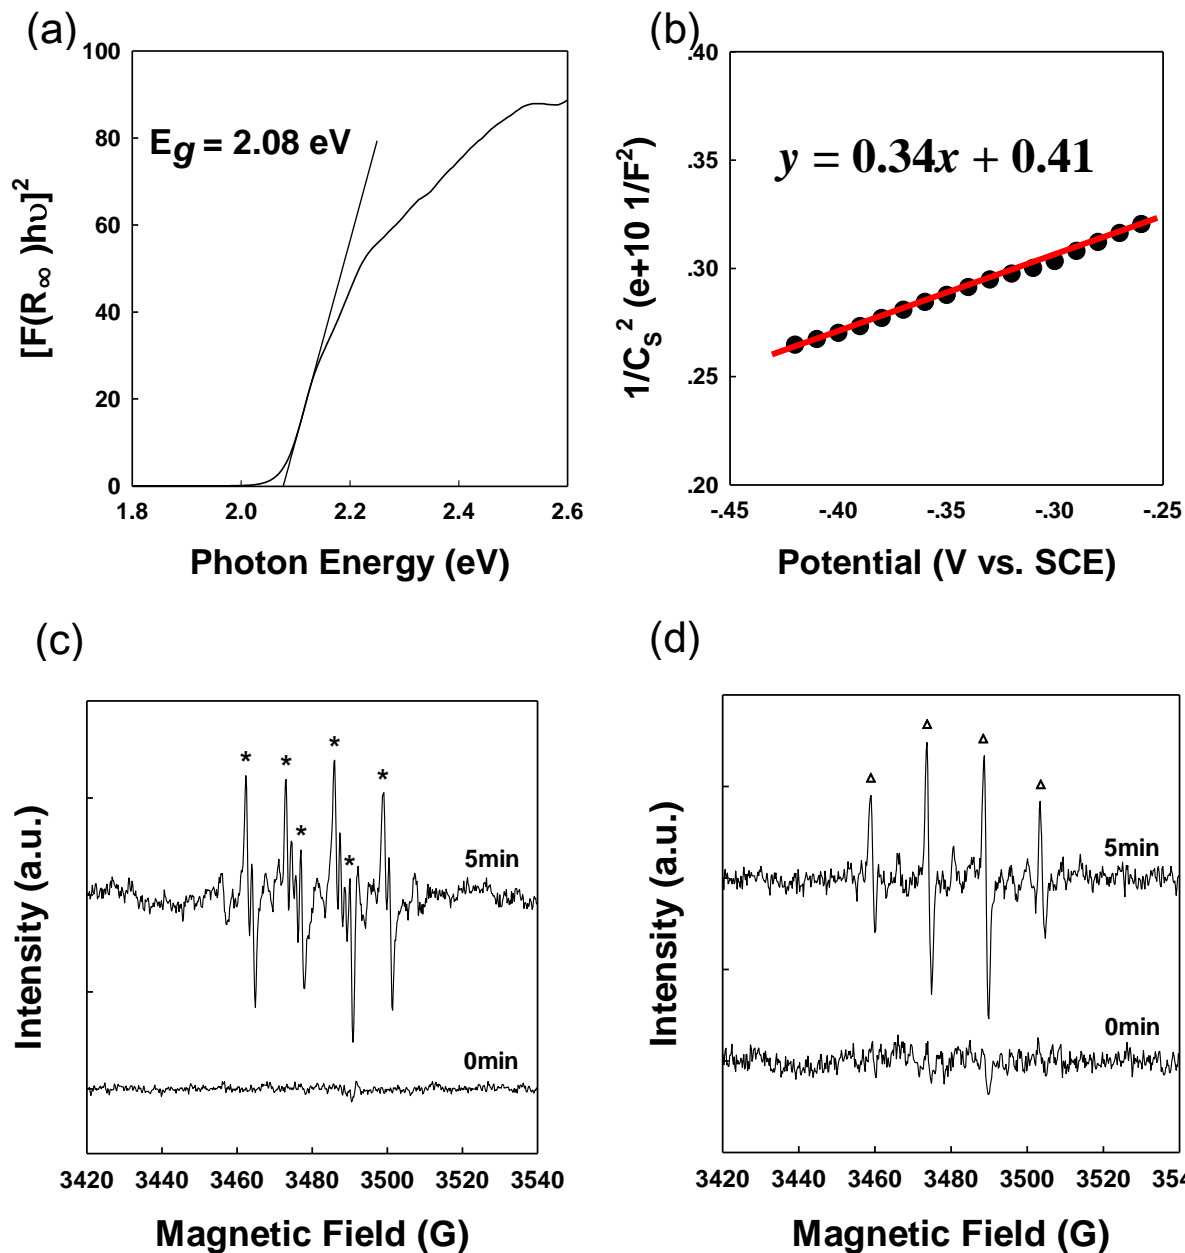 (a)
100
80
60
40
20
0
[F(R∞ )hυ]²
Eg = 2.08 eV
1.8 2.0 2.2 2.4 2.6
Photon Energy (eV)
(b)
.40
.35
.30
.25
.20
1/CS² (e+10 1/F²)
y = 0.34x + 0.41
-.45 -.40 -.35 -.30 -.25
Potential (V vs. SCE)
(c)
Intensity (a.u.)
* * * * * *
5min
0min
3420 3440 3460 3480 3500 3520 3540
Magnetic Field (G)
(d)
Intensity (a.u.)
Δ Δ Δ Δ
5min
0min
3420 3440 3460 3480 3500 3520 354
Magnetic Field (G)